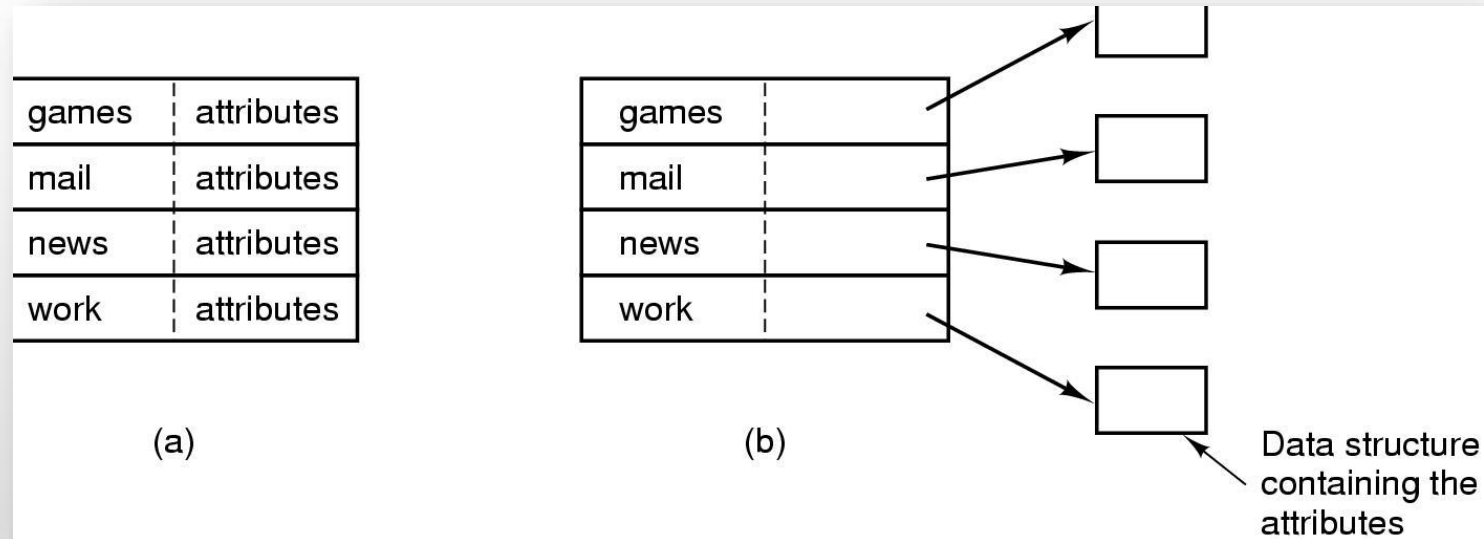 games attributes
mail attributes
news attributes
work attributes
(a)
games
mail
news
work
(b)
Data structure
containing the
attributes